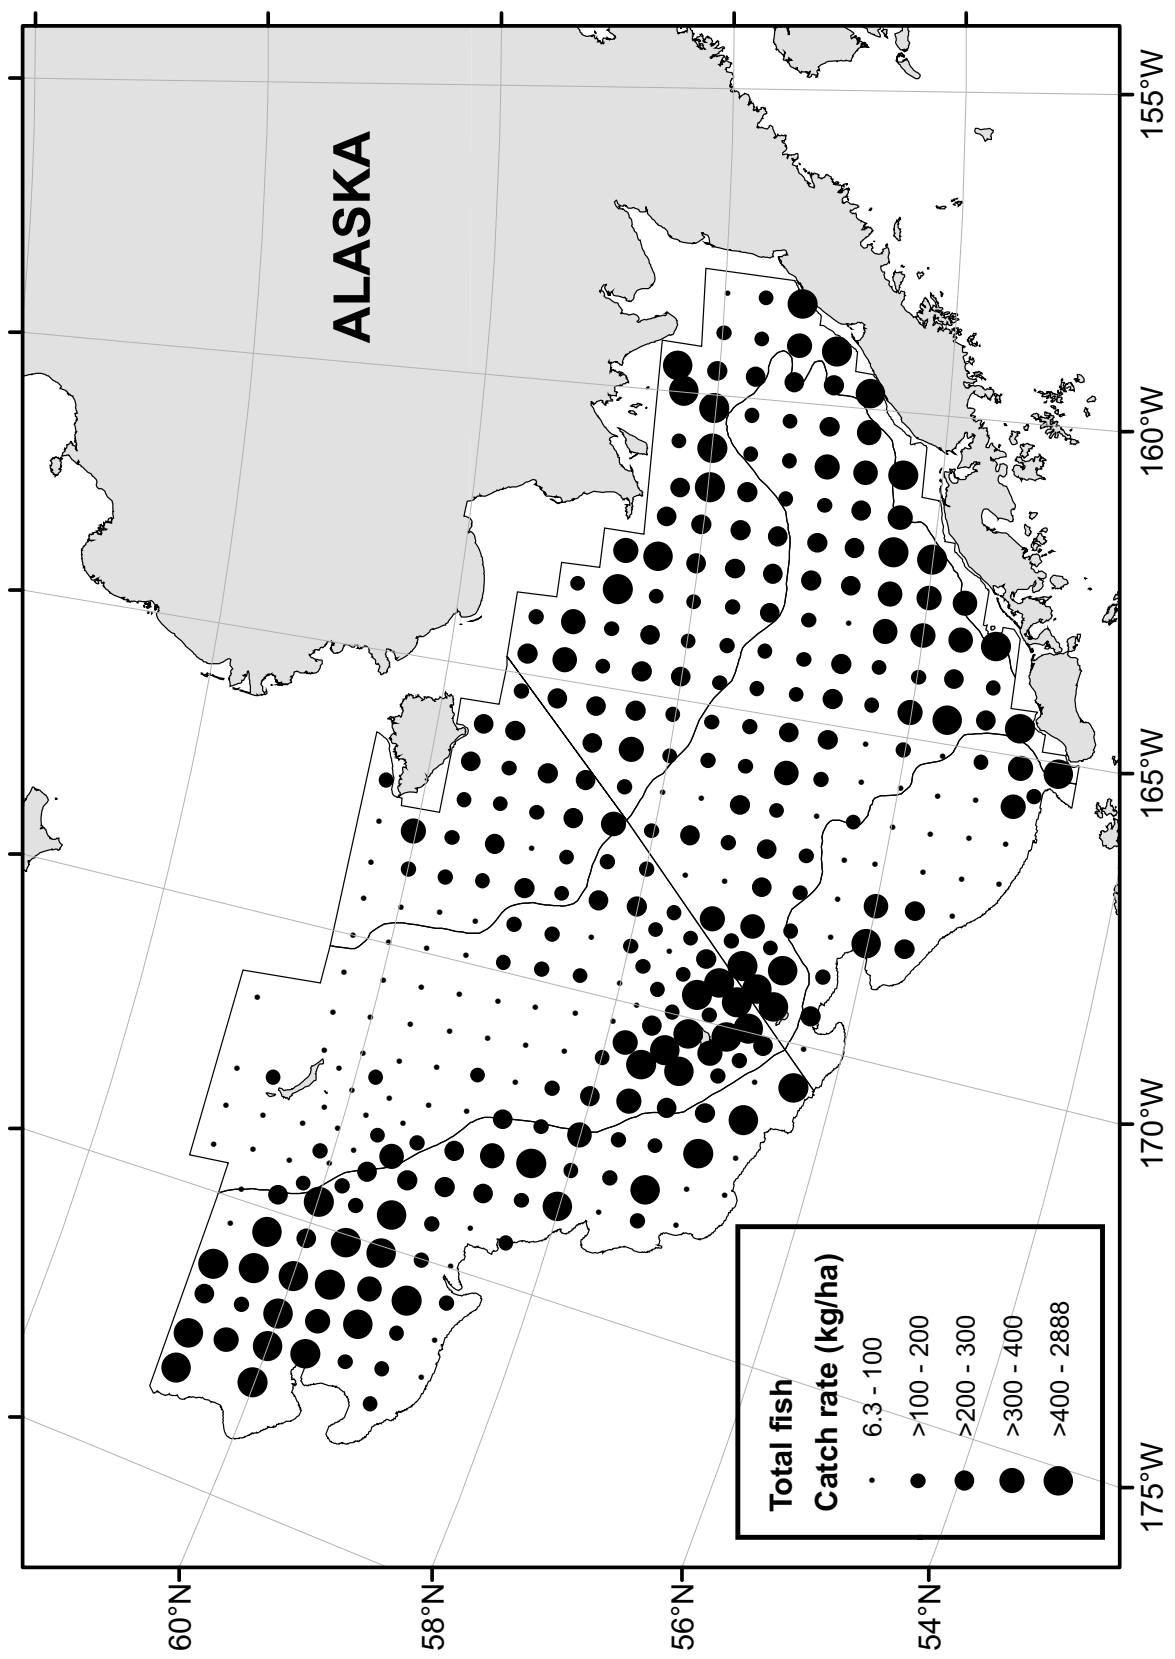 ALASKA
60°N
58°N
56°N
54°N
175°W
170°W
165°W
160°W
155°W
Total fish
Catch rate (kg/ha)
6.3 - 100
>100 - 200
>200 - 300
>300 - 400
>400 - 2888